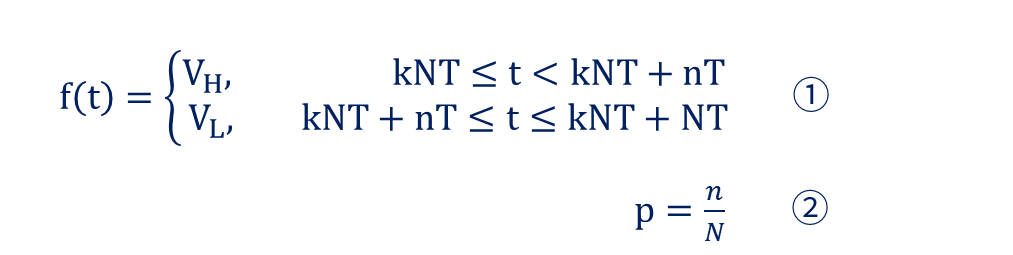 f(t) = { V_H, kNT ≤ t < kNT + nT ①
V_L, kNT + nT ≤ t ≤ kNT + NT
p = n/N ②